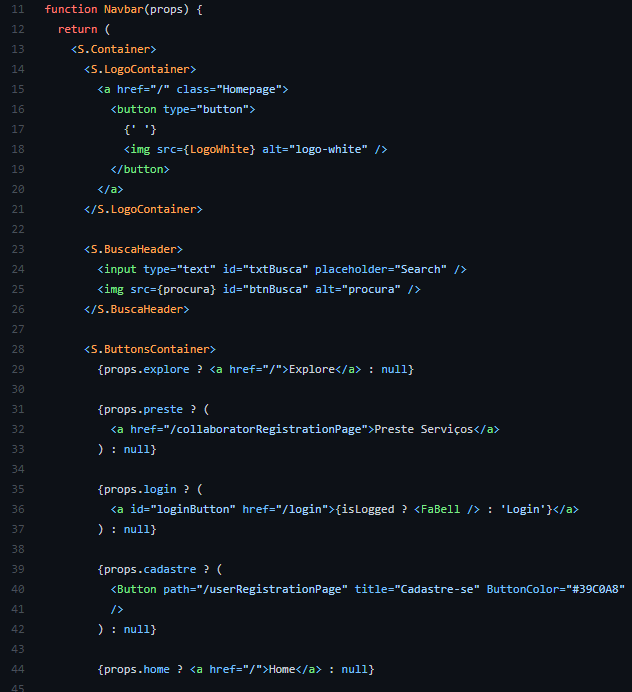 11 function Navbar(props) {
12 return (
13 <S.Container>
14 <S.LogoContainer>
15 <a href="/" class="Homepage">
16 <button type="button">
17 {' '}
18 <img src={LogoWhite} alt="logo-white" />
19 </button>
20 </a>
21 </S.LogoContainer>
22
23 <S.BuscaHeader>
24 <input type="text" id="txtBusca" placeholder="Search" />
25 <img src={procura} id="btnBusca" alt="procura" />
26 </S.BuscaHeader>
27
28 <S.ButtonsContainer>
29 {props.explore ? <a href="/">Explore</a> : null}
30
31 {props.preste ? (
32 <a href="/collaboratorRegistrationPage">Preste Serviços</a>
33 ) : null}
34
35 {props.login ? (
36 <a id="loginButton" href="/login">{isLogged ? <FaBell /> : 'Login'}</a>
37 ) : null}
38
39 {props.cadastre ? (
40 <Button path="/userRegistrationPage" title="Cadastre-se" ButtonColor="#39C0A8"
41 />
42 ) : null}
43
44 {props.home ? <a href="/">Home</a> : null}
45